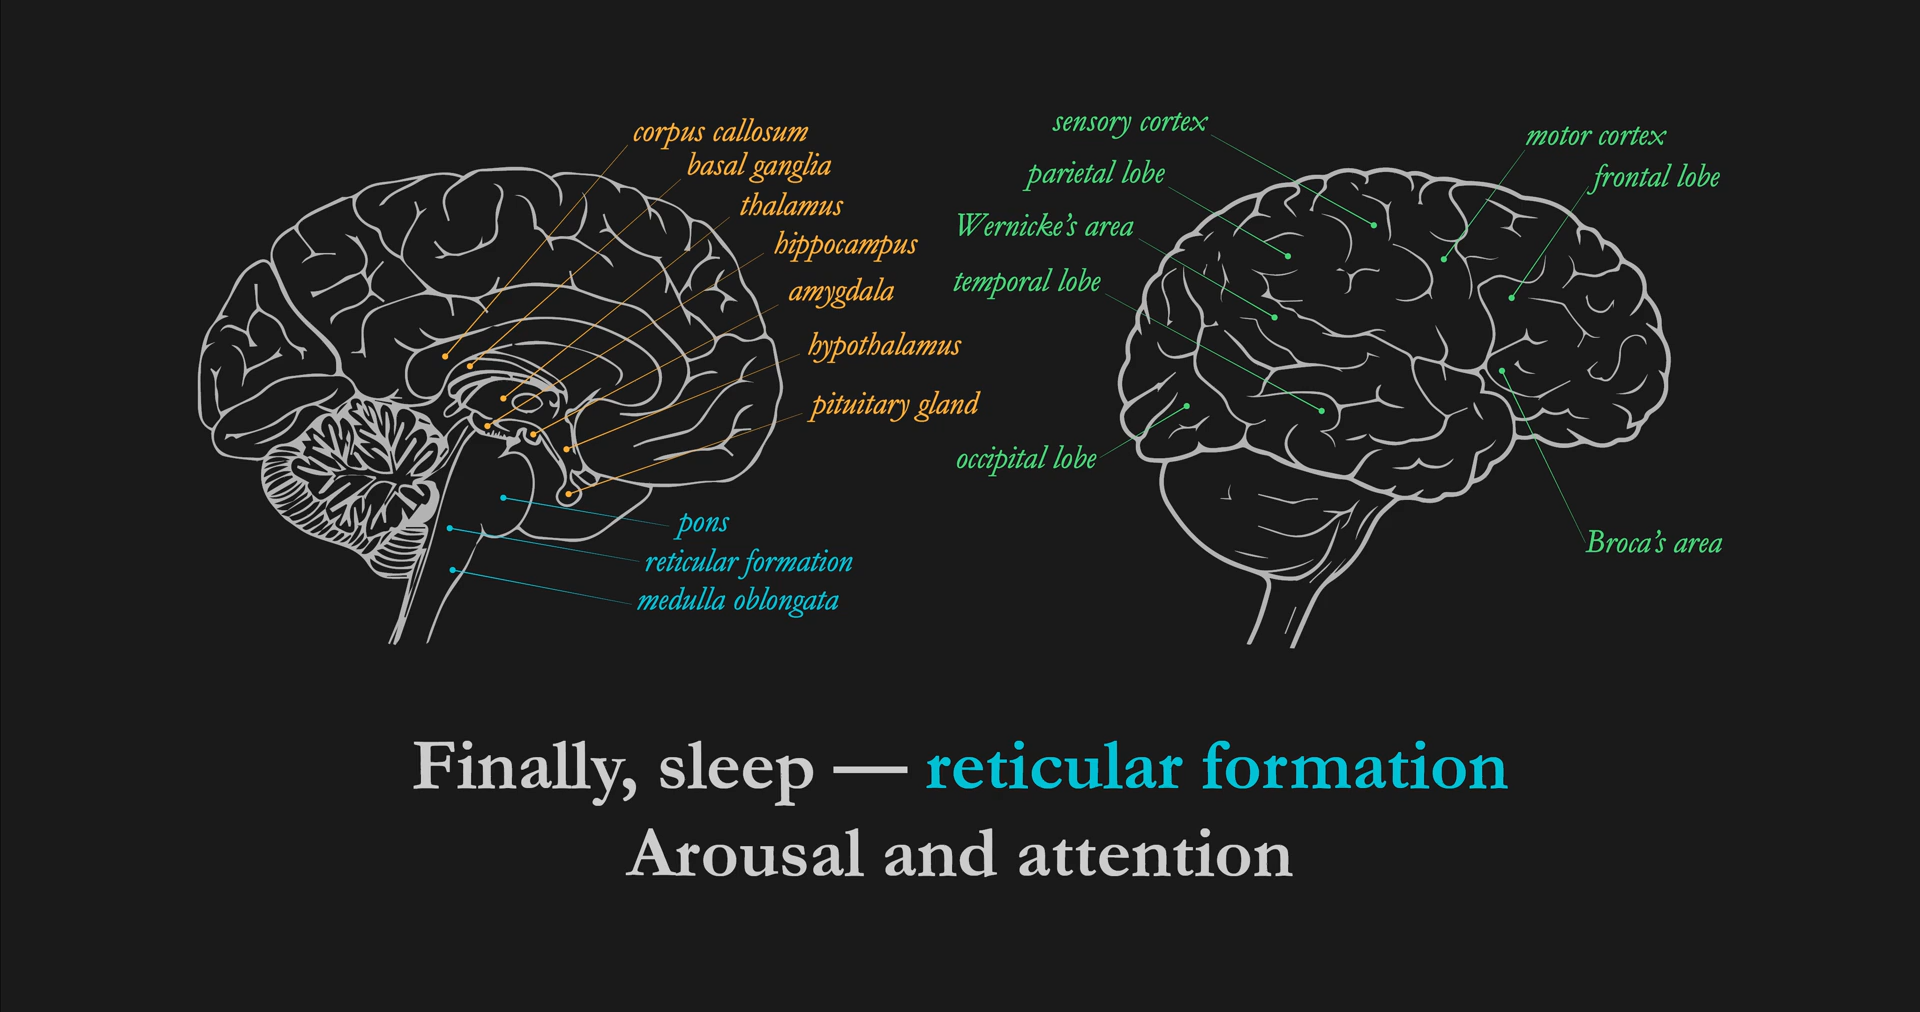 corpus callosum
basal ganglia
thalamus
hippocampus
amygdala
hypothalamus
pituitary gland
pons
reticular formation
medulla oblongata
sensory cortex
parietal lobe
Wernicke’s area
temporal lobe
occipital lobe
motor cortex
frontal lobe
Broca’s area
Finally, sleep — reticular formation
Arousal and attention